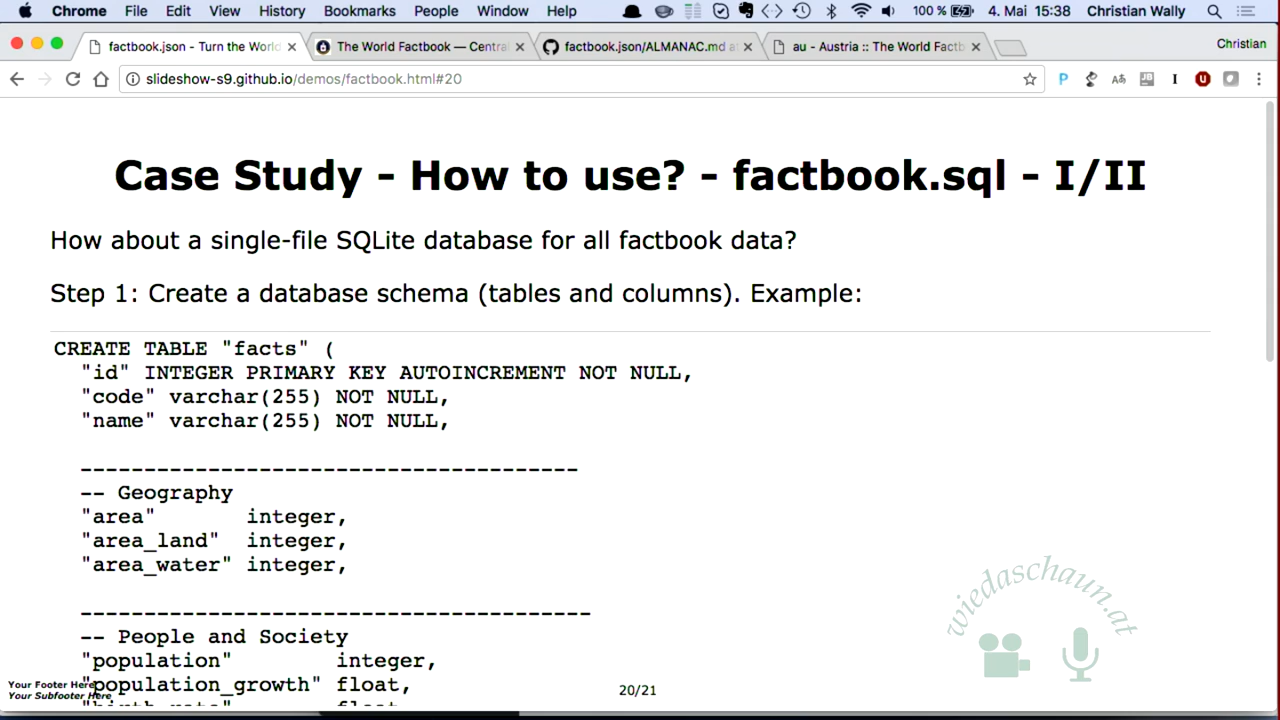 Chrome File Edit View History Bookmarks People Window Help 100 % 4. Mai 15:38 Christian Wally
factbook.json - Turn the World
The World Factbook — Central
factbook.json/ALMANAC.md at
au - Austria :: The World Factb
Christian
slideshow-s9.github.io/demos/factbook.html#20
Case Study - How to use? - factbook.sql - I/II
How about a single-file SQLite database for all factbook data?
Step 1: Create a database schema (tables and columns). Example:
CREATE TABLE "facts" (
"id" INTEGER PRIMARY KEY AUTOINCREMENT NOT NULL,
"code" varchar(255) NOT NULL,
"name" varchar(255) NOT NULL,
---------------------------------------
-- Geography
"area" integer,
"area_land" integer,
"area_water" integer,
----------------------------------------
-- People and Society
"population" integer,
"population_growth" float,
"birth_rate" float,
Your Footer Here
Your Subfooter Here
20/21
wiedaschaun.at